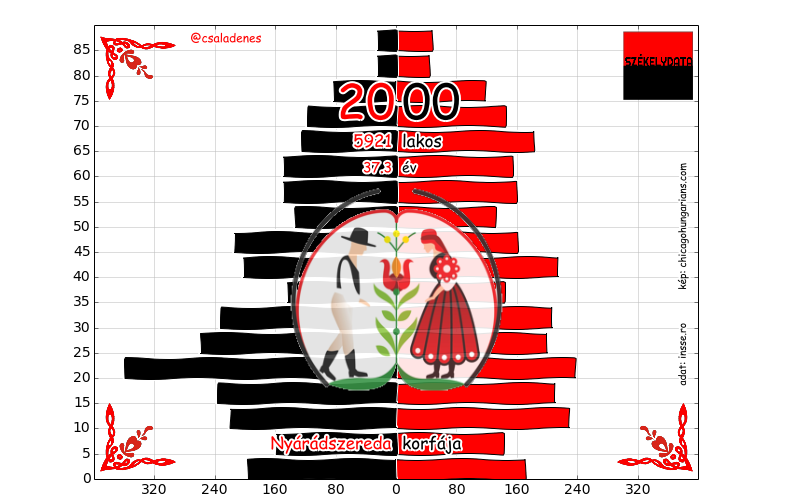 @csaladenes
SZÉKELYDATA
2000
5921 lakos
37.3 év
kép: chicagohungarians.com
adat: insse.ro
Nyárádszereda korfája
85
80
75
70
65
60
55
50
45
40
35
30
25
20
15
10
5
0
320 240 160 80 0 80 160 240 320